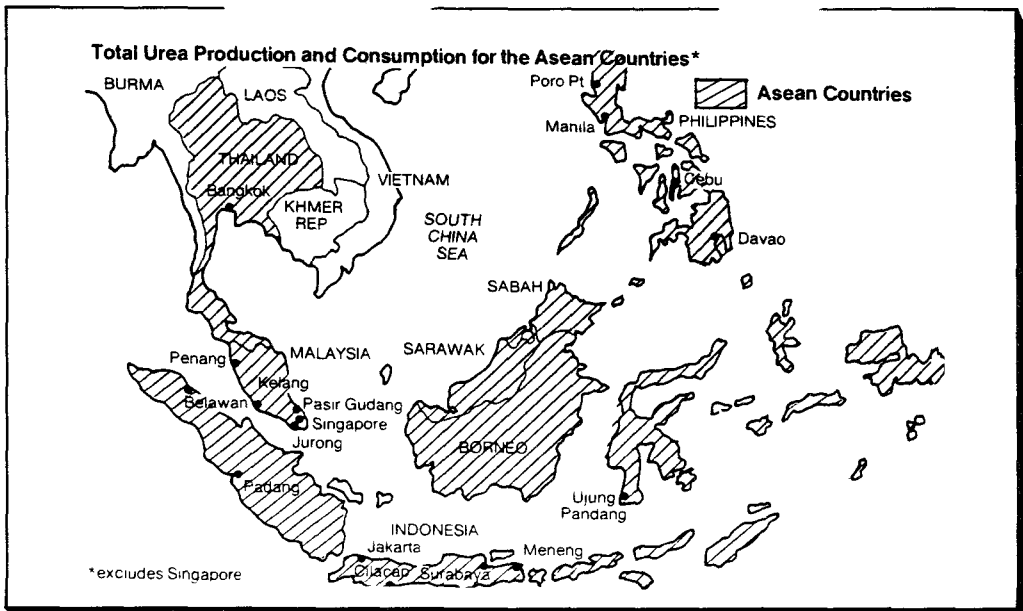 Total Urea Production and Consumption for the Asean Countries*
BURMA
LAOS
Poro Pt
Asean Countries
Manila
PHILIPPINES
THAILAND
VIETNAM
Bangkok
Cebu
KHMER
REP
SOUTH
CHINA
SEA
Davao
SABAH
Penang
MALAYSIA
SARAWAK
Kelang
Belawan
Pasir Gudang
Singapore
Jurong
BORNEO
Padang
Ujung
Pandang
INDONESIA
Jakarta
Meneng
Cilacap
Surabaya
*excludes Singapore